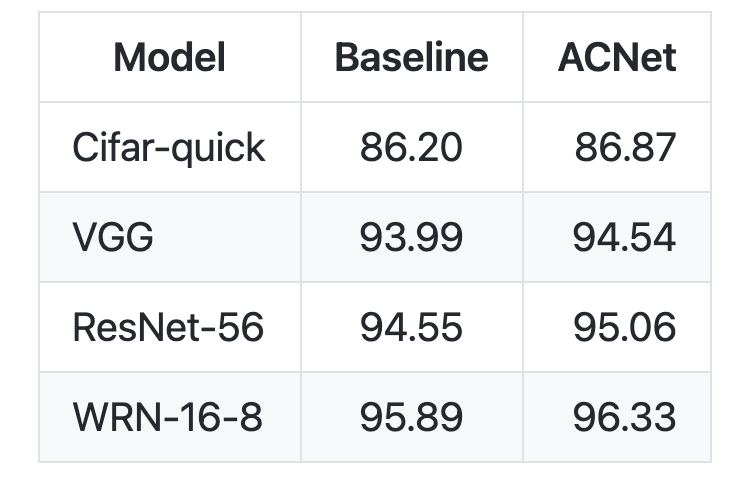 Model Baseline ACNet
Cifar-quick 86.20 86.87
VGG 93.99 94.54
ResNet-56 94.55 95.06
WRN-16-8 95.89 96.33